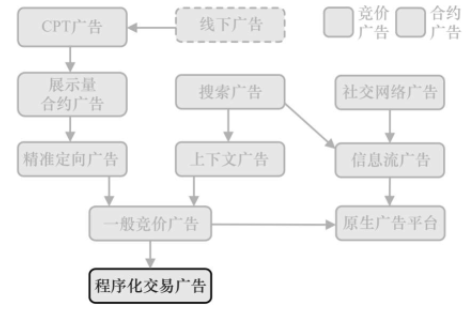 CPT广告
线下广告
竞价
广告
合约
广告
展示量
合约广告
搜索广告
社交网络广告
精准定向广告
上下文广告
信息流广告
一般竞价广告
原生广告平台
程序化交易广告